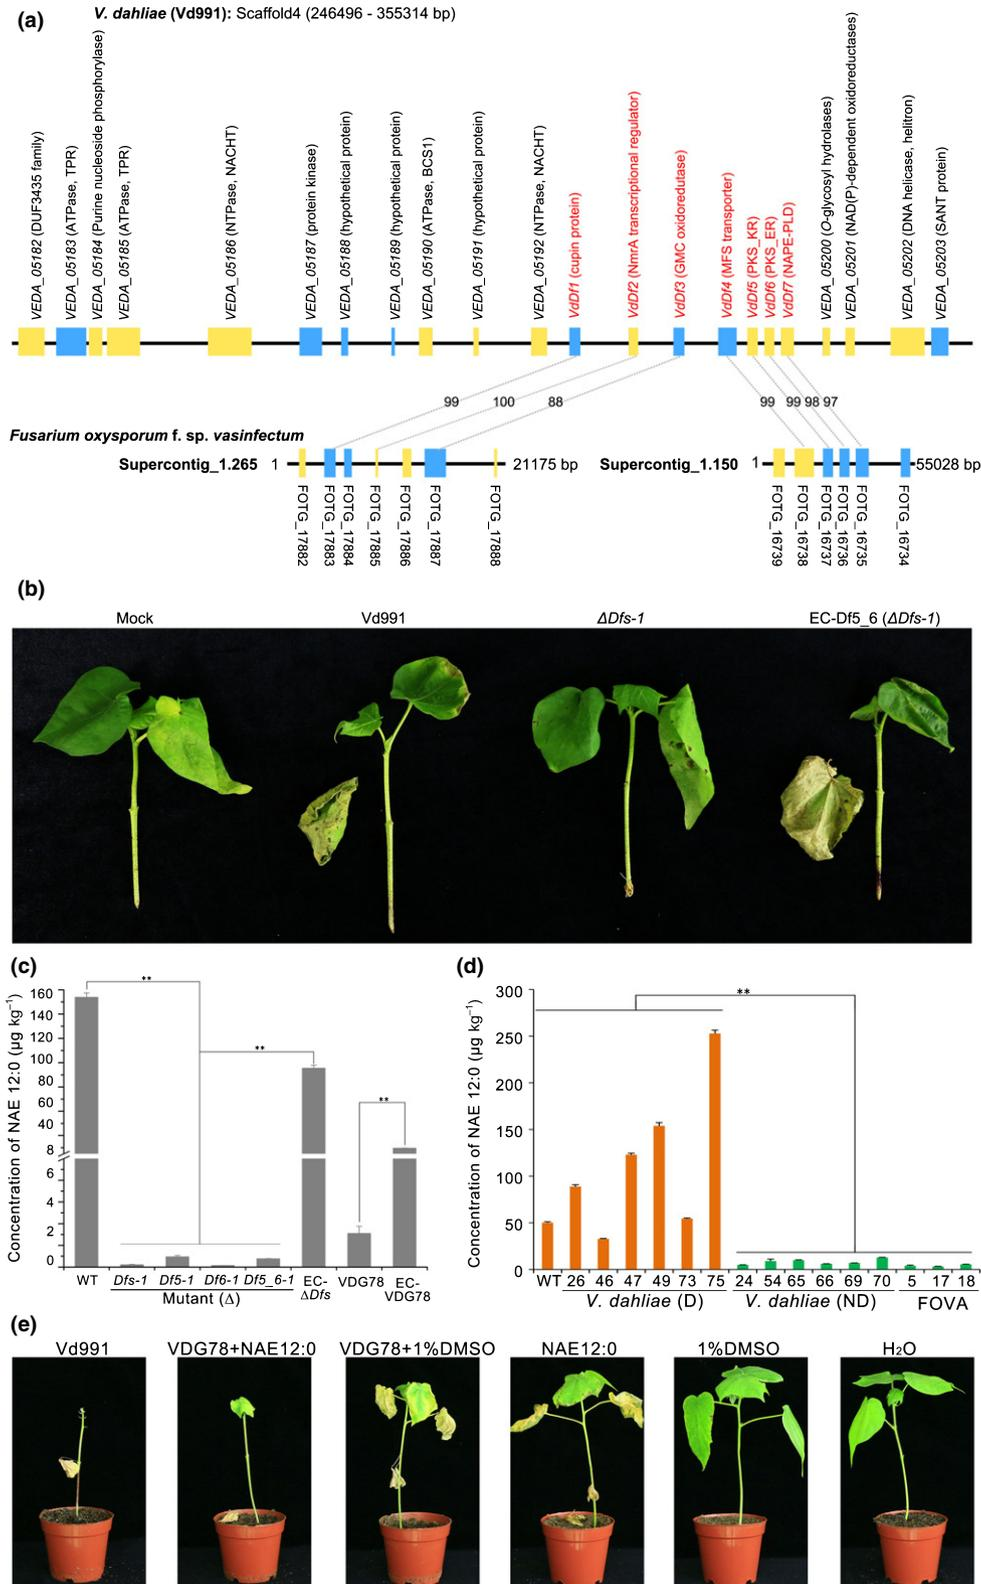 (a)
V. dahliae (Vd991): Scaffold4 (246496 - 355314 bp)
VEDA_05182 (DUF3435 family)
VEDA_05183 (ATPase, TPR)
VEDA_05184 (Purine nucleoside phosphorylase)
VEDA_05185 (ATPase, TPR)
VEDA_05186 (NTPase, NACHT)
VEDA_05187 (protein kinase)
VEDA_05188 (hypothetical protein)
VEDA_05189 (hypothetical protein)
VEDA_05190 (ATPase, BCS1)
VEDA_05191 (hypothetical protein)
VEDA_05192 (NTPase, NACHT)
VdDf1 (cupin protein)
VdDf2 (NmrA transcriptional regulator)
VdDf3 (GMC oxidoredutase)
VdDf4 (MFS transporter)
VdDf5 (PKS_KR)
VdDf6 (PKS_ER)
VdDf7 (NAPE-PLD)
VEDA_05200 (O-glycosyl hydrolases)
VEDA_05201 (NAD(P)-dependent oxidoreductases)
VEDA_05202 (DNA helicase, helitron)
VEDA_05203 (SANT protein)
99 100 88 99 99 98 97
Fusarium oxysporum f. sp. vasinfectum
Supercontig_1.265 1 21175 bp Supercontig_1.150 1 55028 bp
FOTG_17882
FOTG_17883
FOTG_17884
FOTG_17885
FOTG_17886
FOTG_17887
FOTG_17888
FOTG_16739
FOTG_16738
FOTG_16737
FOTG_16736
FOTG_16735
FOTG_16734
(b)
Mock Vd991 ΔDfs-1 EC-Df5_6 (ΔDfs-1)
(c)
Concentration of NAE 12:0 (µg kg⁻¹)
160
140
120
100
80
60
40
8
6
4
2
0
**
**
**
WT Dfs-1 Df5-1 Df6-1 Df5_6-1 EC-ΔDfs VDG78 EC-VDG78
Mutant (Δ)
(d)
Concentration of NAE 12:0 (µg kg⁻¹)
300
250
200
150
100
50
0
**
WT 26 46 47 49 73 75 24 54 65 66 69 70 5 17 18
V. dahliae (D) V. dahliae (ND) FOVA
(e)
Vd991 VDG78+NAE12:0 VDG78+1%DMSO NAE12:0 1%DMSO H₂O